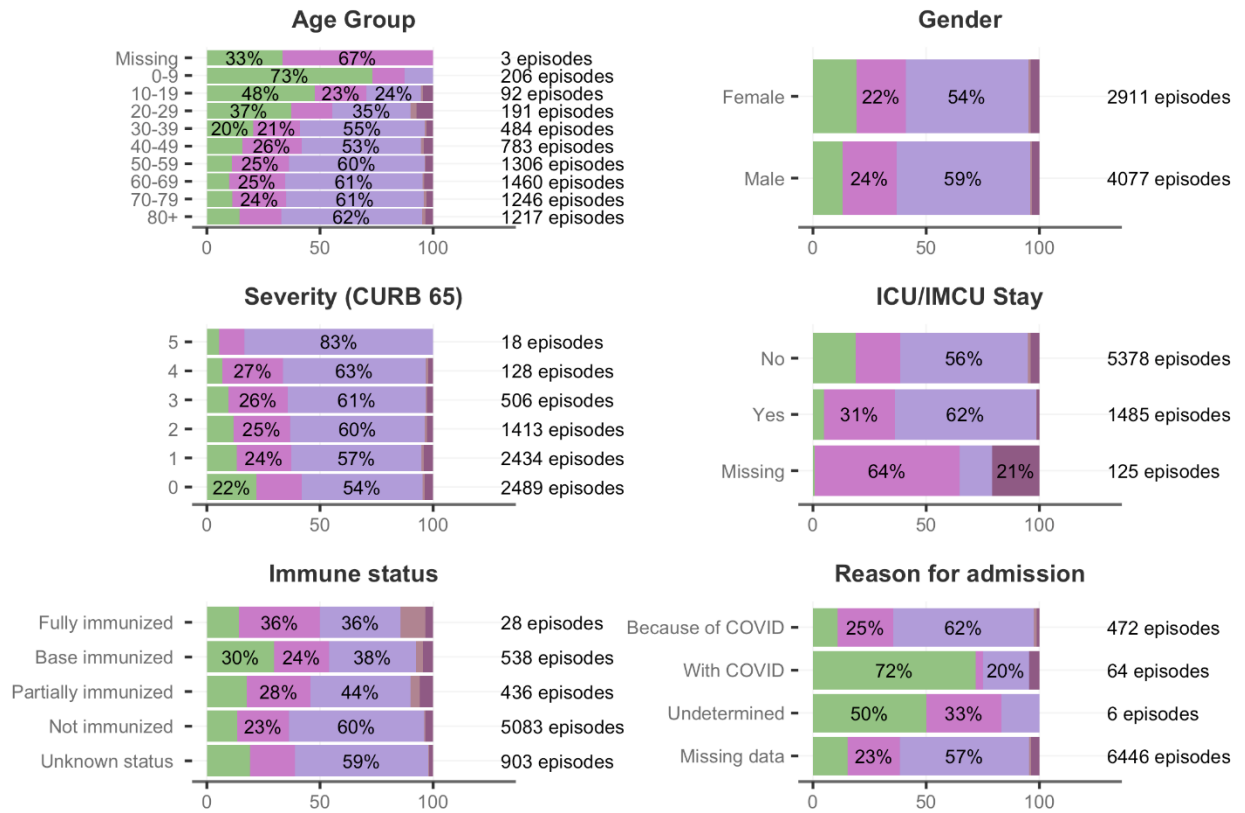 Age Group
Missing 33% 67% 3 episodes
0-9 73% 206 episodes
10-19 48% 23% 24% 92 episodes
20-29 37% 35% 191 episodes
30-39 20% 21% 55% 484 episodes
40-49 26% 53% 783 episodes
50-59 25% 60% 1306 episodes
60-69 25% 61% 1460 episodes
70-79 24% 61% 1246 episodes
80+ 62% 1217 episodes
0 50 100
Gender
Female 22% 54% 2911 episodes
Male 24% 59% 4077 episodes
0 50 100
Severity (CURB 65)
5 83% 18 episodes
4 27% 63% 128 episodes
3 26% 61% 506 episodes
2 25% 60% 1413 episodes
1 24% 57% 2434 episodes
0 22% 54% 2489 episodes
0 50 100
ICU/IMCU Stay
No 56% 5378 episodes
Yes 31% 62% 1485 episodes
Missing 64% 21% 125 episodes
0 50 100
Immune status
Fully immunized 36% 36% 28 episodes
Base immunized 30% 24% 38% 538 episodes
Partially immunized 28% 44% 436 episodes
Not immunized 23% 60% 5083 episodes
Unknown status 59% 903 episodes
0 50 100
Reason for admission
Because of COVID 25% 62% 472 episodes
With COVID 72% 20% 64 episodes
Undetermined 50% 33% 6 episodes
Missing data 23% 57% 6446 episodes
0 50 100